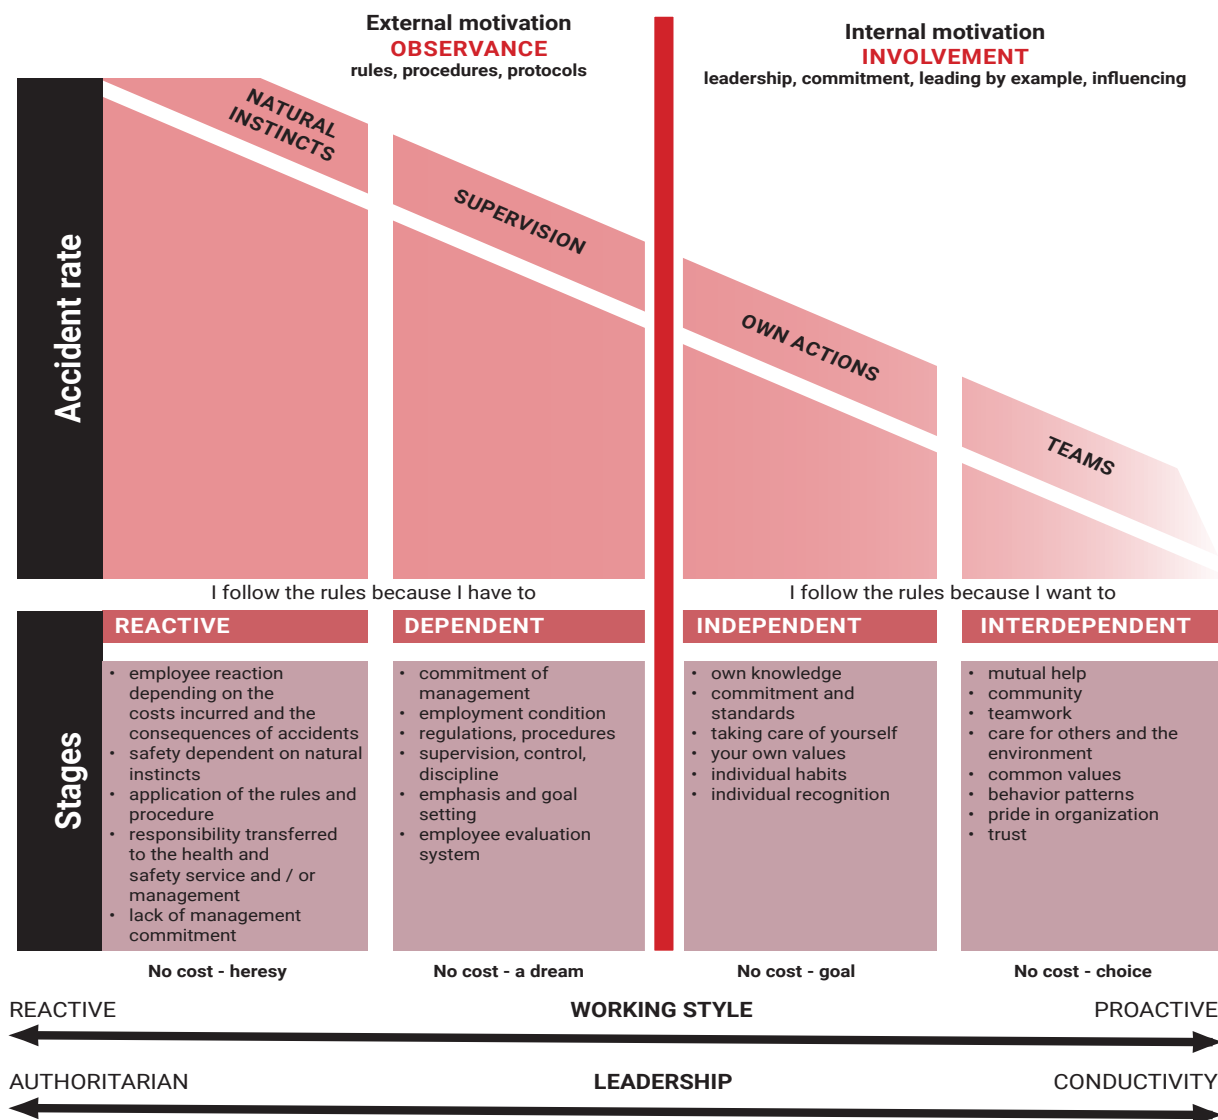 External motivation
OBSERVANCE
rules, procedures, protocols
Internal motivation
INVOLVEMENT
leadership, commitment, leading by example, influencing
Accident rate
NATURAL
INSTINCTS
SUPERVISION
OWN ACTIONS
TEAMS
I follow the rules because I have to
I follow the rules because I want to
Stages
REACTIVE
• employee reaction
depending on the
costs incurred and the
consequences of accidents
• safety dependent on natural
instincts
• application of the rules and
procedure
• responsibility transferred
to the health and
safety service and / or
management
• lack of management
commitment
DEPENDENT
• commitment of
management
• employment condition
• regulations, procedures
• supervision, control,
discipline
• emphasis and goal
setting
• employee evaluation
system
INDEPENDENT
• own knowledge
• commitment and
standards
• taking care of yourself
• your own values
• individual habits
• individual recognition
INTERDEPENDENT
• mutual help
• community
• teamwork
• care for others and the
environment
• common values
• behavior patterns
• pride in organization
• trust
No cost - heresy
No cost - a dream
No cost - goal
No cost - choice
REACTIVE
WORKING STYLE
PROACTIVE
AUTHORITARIAN
LEADERSHIP
CONDUCTIVITY